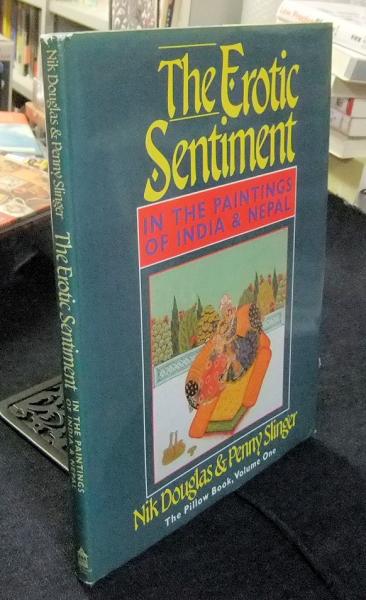 The Erotic
Sentiment
IN THE PAINTINGS
OF INDIA & NEPAL
Nik Douglas & Penny Slinger
The Pillow Book, Volume One
Nik Douglas & Penny Slinger
The Erotic Sentiment
IN THE PAINTINGS
OF INDIA & NEPAL